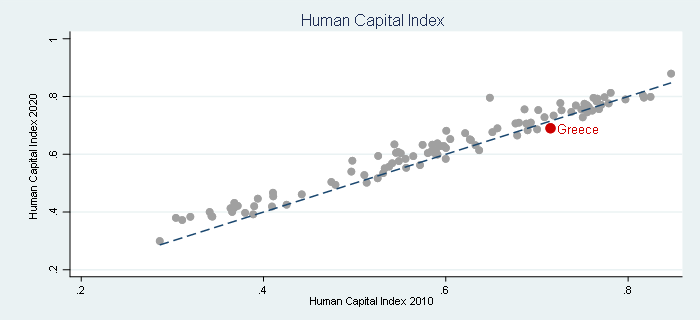 Human Capital Index
Human Capital Index 2020
1
.8
.6
.4
.2
Greece
.2
.4
.6
.8
Human Capital Index 2010